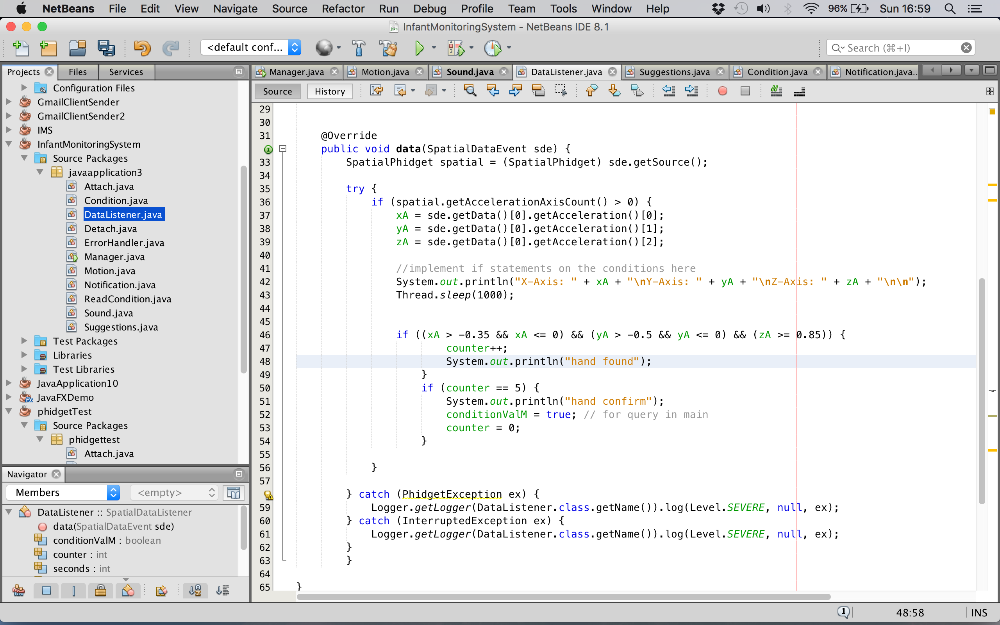 NetBeans File Edit View Navigate Source Refactor Run Debug Profile Team Tools Window Help 96% Sun 16:59
InfantMonitoringSystem - NetBeans IDE 8.1
<default conf... Search (⌘+I)
Projects Files Services
Configuration Files
GmailClientSender
GmailClientSender2
IMS
InfantMonitoringSystem
Source Packages
javaapplication3
Attach.java
Condition.java
DataListener.java
Detach.java
ErrorHandler.java
Manager.java
Motion.java
Notification.java
ReadCondition.java
Sound.java
Suggestions.java
Test Packages
Libraries
Test Libraries
JavaApplication10
JavaFXDemo
phidgetTest
Source Packages
phidgettest
Attach.java
Navigator
Members <empty>
DataListener :: SpatialDataListener
data(SpatialDataEvent sde)
conditionValM : boolean
counter : int
seconds : int
Manager.java Motion.java Sound.java DataListener.java Suggestions.java Condition.java Notification.java..
Source History
29
30
31 @Override
public void data(SpatialDataEvent sde) {
33 SpatialPhidget spatial = (SpatialPhidget) sde.getSource();
34
35 try {
36 if (spatial.getAccelerationAxisCount() > 0) {
37 xA = sde.getData()[0].getAcceleration()[0];
38 yA = sde.getData()[0].getAcceleration()[1];
39 zA = sde.getData()[0].getAcceleration()[2];
40
41 //implement if statements on the conditions here
42 System.out.println("X-Axis: " + xA + "\nY-Axis: " + yA + "\nZ-Axis: " + zA + "\n\n");
43 Thread.sleep(1000);
44
45
46 if ((xA > -0.35 && xA <= 0) && (yA > -0.5 && yA <= 0) && (zA >= 0.85)) {
47 counter++;
48 System.out.println("hand found");
49 }
50 if (counter == 5) {
51 System.out.println("hand confirm");
52 conditionValM = true; // for query in main
53 counter = 0;
54 }
55
56 }
57
} catch (PhidgetException ex) {
59 Logger.getLogger(DataListener.class.getName()).log(Level.SEVERE, null, ex);
60 } catch (InterruptedException ex) {
61 Logger.getLogger(DataListener.class.getName()).log(Level.SEVERE, null, ex);
62 }
63 }
64
65 }
1 48:58 INS